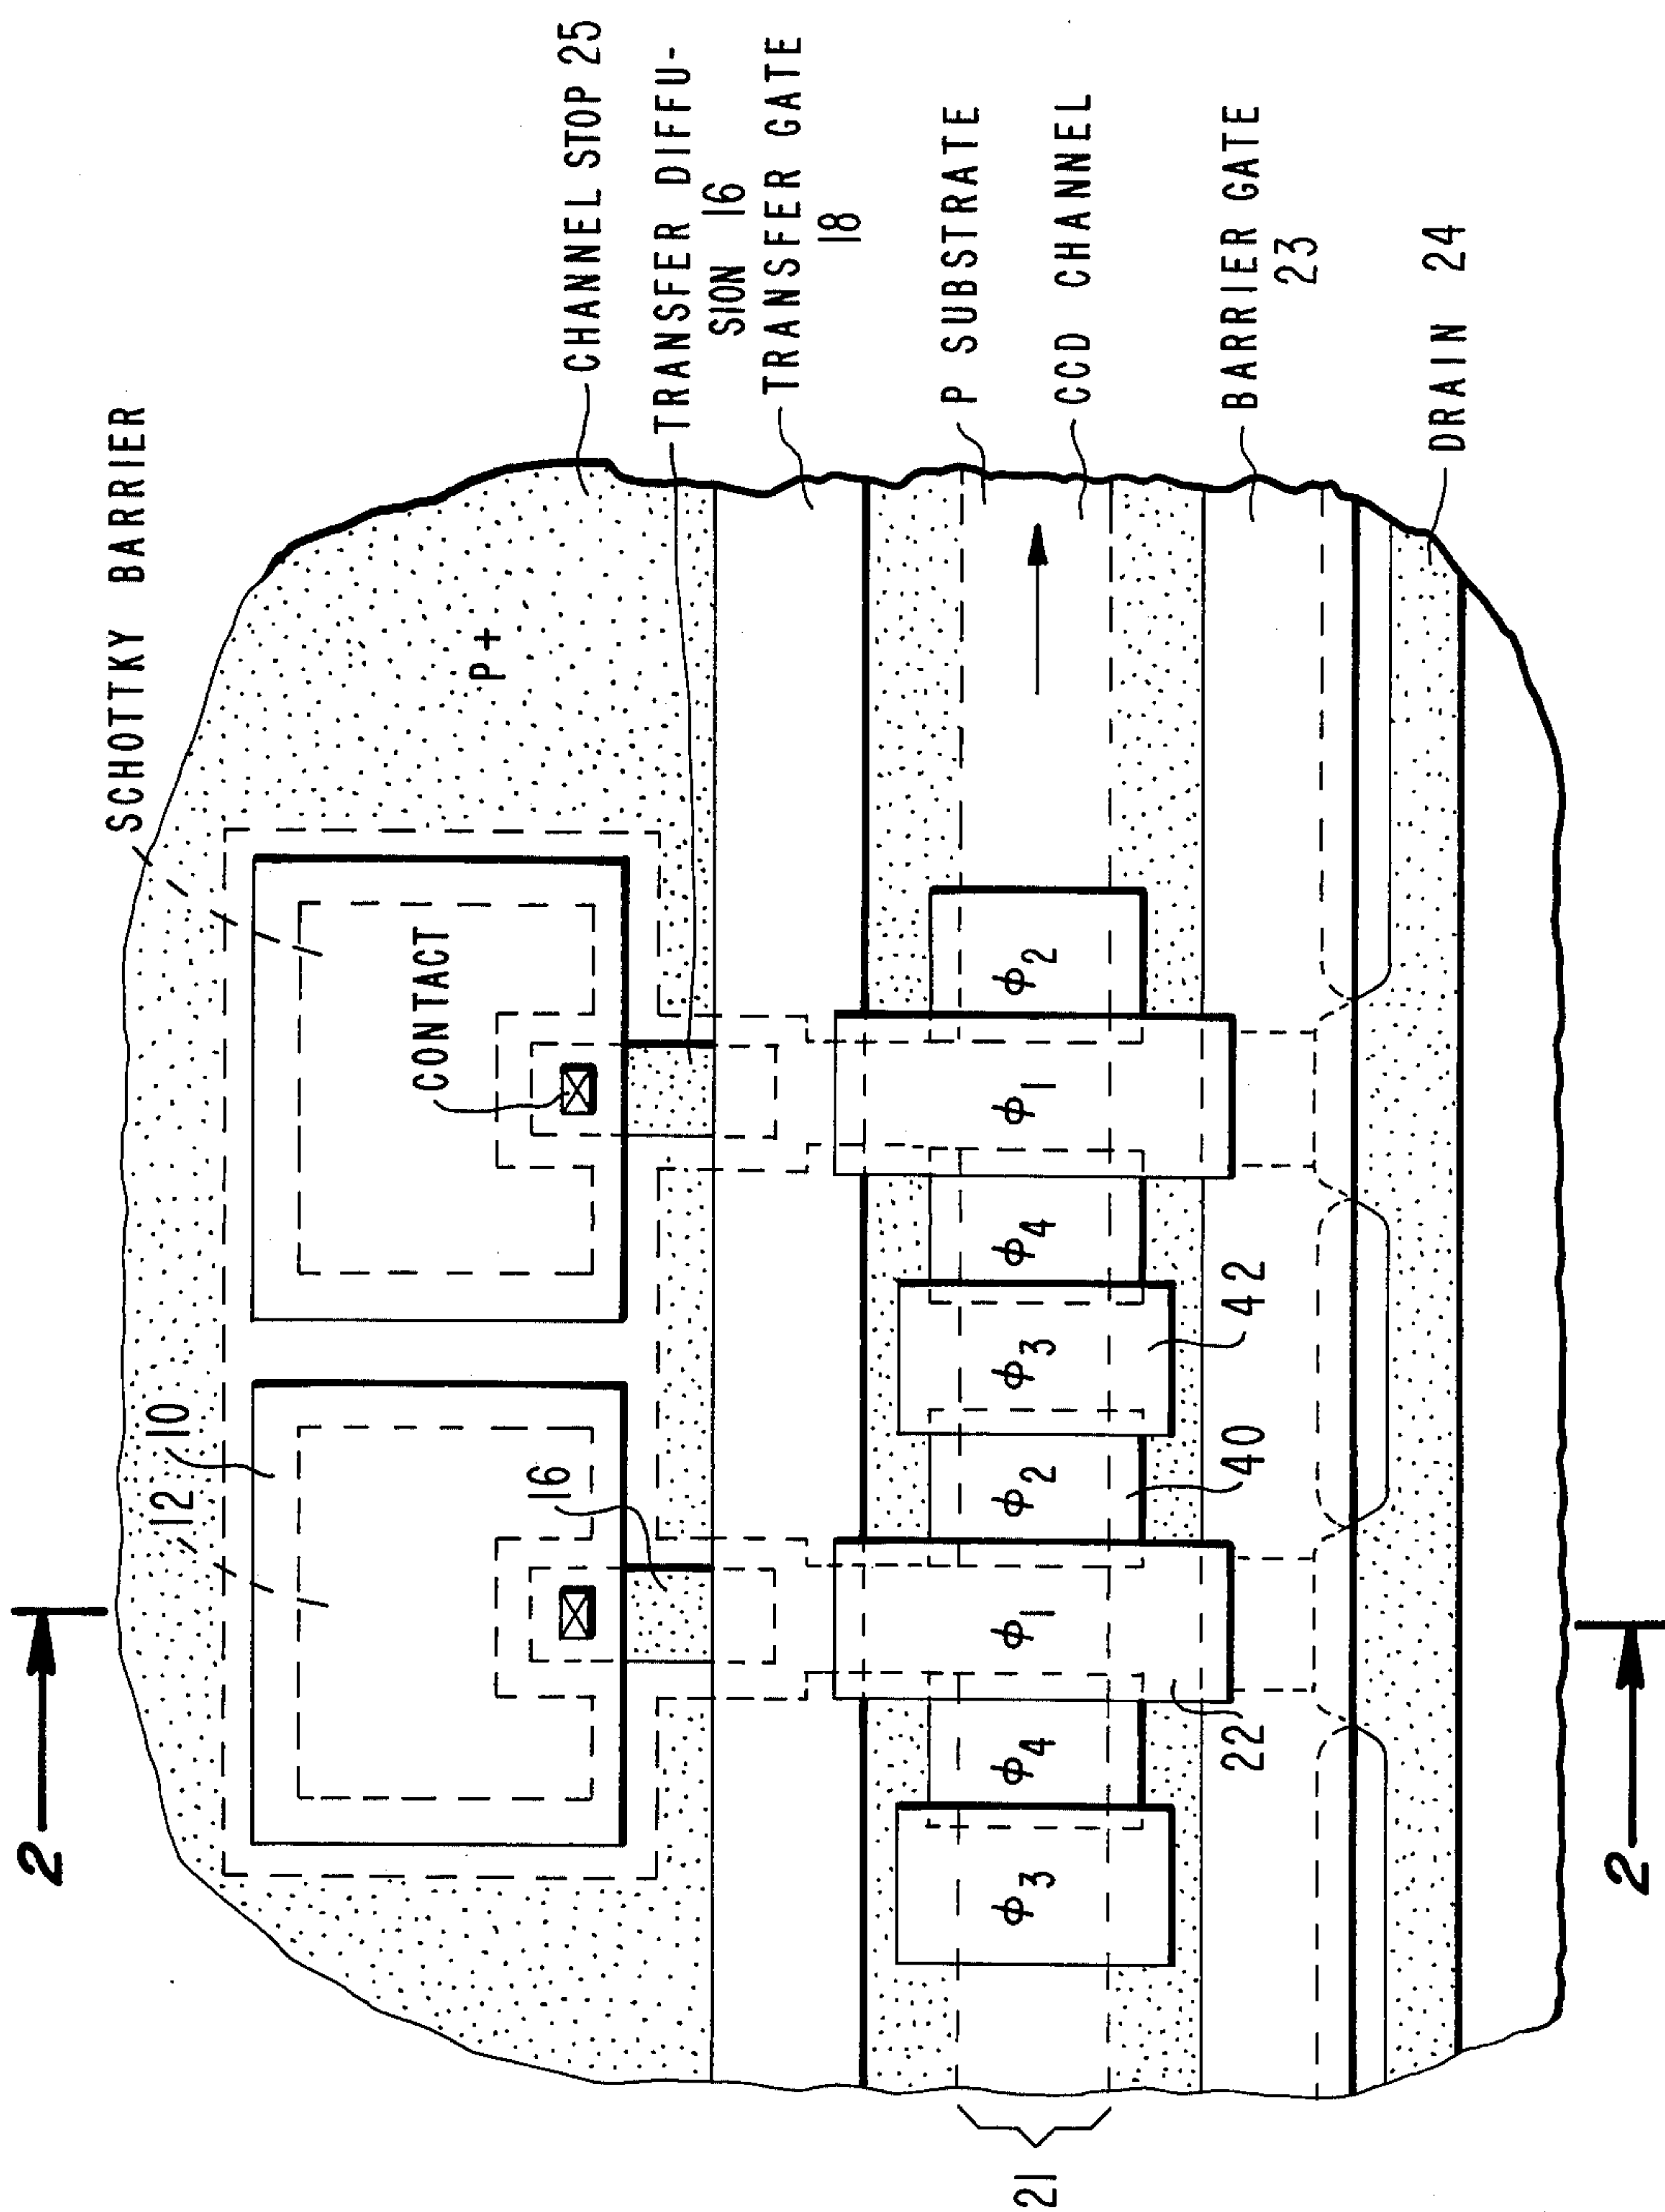 SCHOTTKY BARRIER
CHANNEL STOP 25
TRANSFER DIFFU-
SION 16
TRANSFER GATE
18
P SUBSTRATE
CCD CHANNEL
BARRIER GATE
23
DRAIN 24
P+
CONTACT
12
10
16
2
2
ϕ3
ϕ4
ϕ1
ϕ2
ϕ3
ϕ4
ϕ1
ϕ2
22
40
42
21